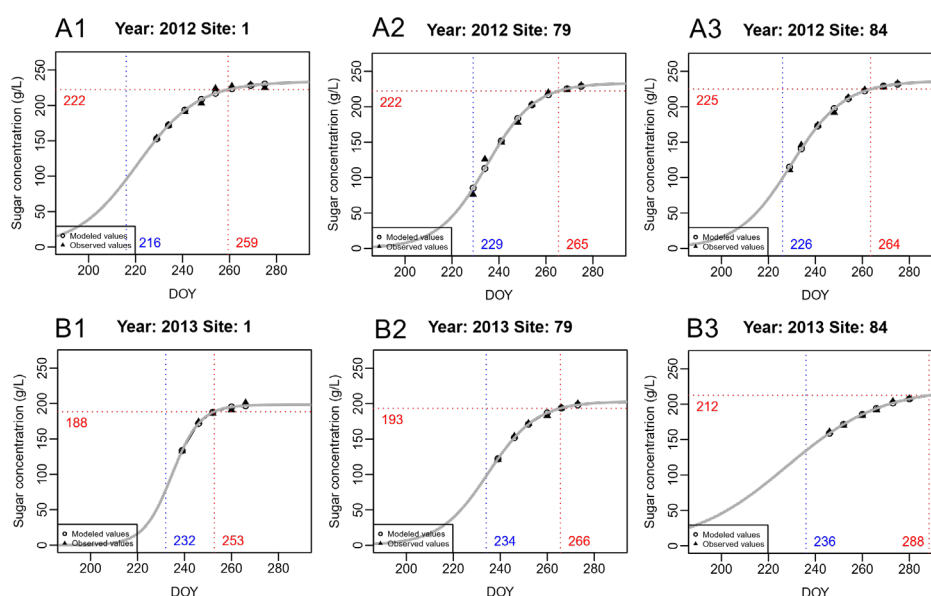 A1 Year: 2012 Site: 1
Sugar concentratrion (g/L)
250
200
150
100
50
0
222
Modeled values
Observed values
216
259
200 220 240 260 280
DOY
A2 Year: 2012 Site: 79
Sugar concentratrion (g/L)
250
200
150
100
50
0
222
Modeled values
Observed values
229
265
200 220 240 260 280
DOY
A3 Year: 2012 Site: 84
Sugar concentratrion (g/L)
250
200
150
100
50
0
225
Modeled values
Observed values
226
264
200 220 240 260 280
DOY
B1 Year: 2013 Site: 1
Sugar concentratrion (g/L)
250
200
150
100
50
0
188
Modeled values
Observed values
232
253
200 220 240 260 280
DOY
B2 Year: 2013 Site: 79
Sugar concentratrion (g/L)
250
200
150
100
50
0
193
Modeled values
Observed values
234
266
200 220 240 260 280
DOY
B3 Year: 2013 Site: 84
Sugar concentratrion (g/L)
250
200
150
100
50
0
212
Modeled values
Observed values
236
288
200 220 240 260 280
DOY